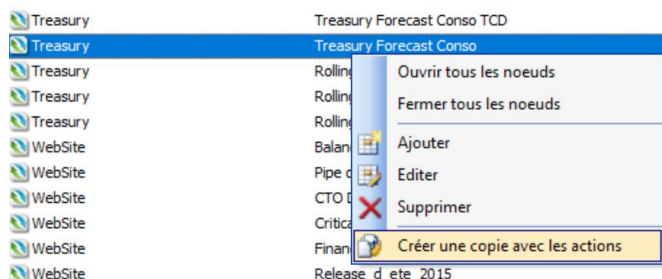 Treasury Treasury Forecast Conso TCD
Treasury Treasury Forecast Conso
Treasury Rolling Ouvrir tous les noeuds
Treasury Rolling Fermer tous les noeuds
Treasury Rolling
WebSite Balan Ajouter
WebSite Pipe Editer
WebSite CTO Supprimer
WebSite Critica
WebSite Finan Créer une copie avec les actions
WebSite Release_d_ete_2015